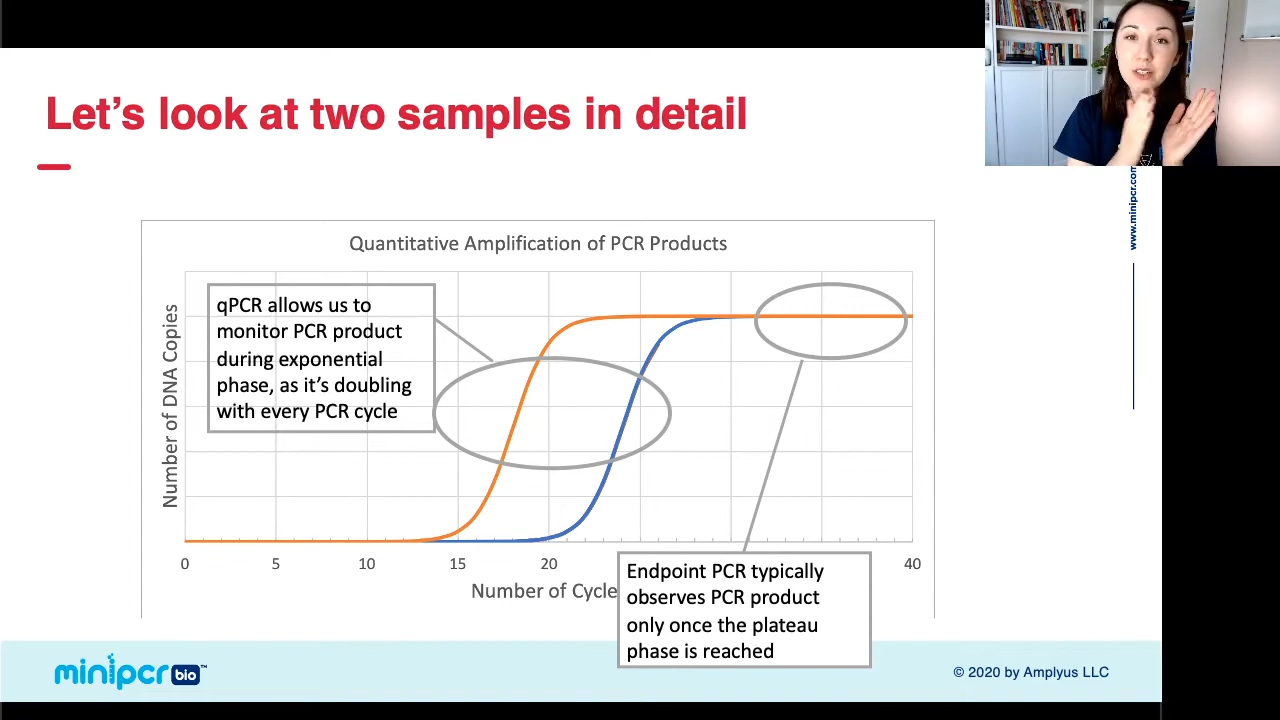 Let's look at two samples in detail
www.minipcr.com
Quantitative Amplification of PCR Products
qPCR allows us to
monitor PCR product
during exponential
phase, as it's doubling
with every PCR cycle
Number of DNA Copies
0 5 10 15 20 40
Number of Cycle
Endpoint PCR typically
observes PCR product
only once the plateau
phase is reached
minipcr bio™
© 2020 by Amplyus LLC